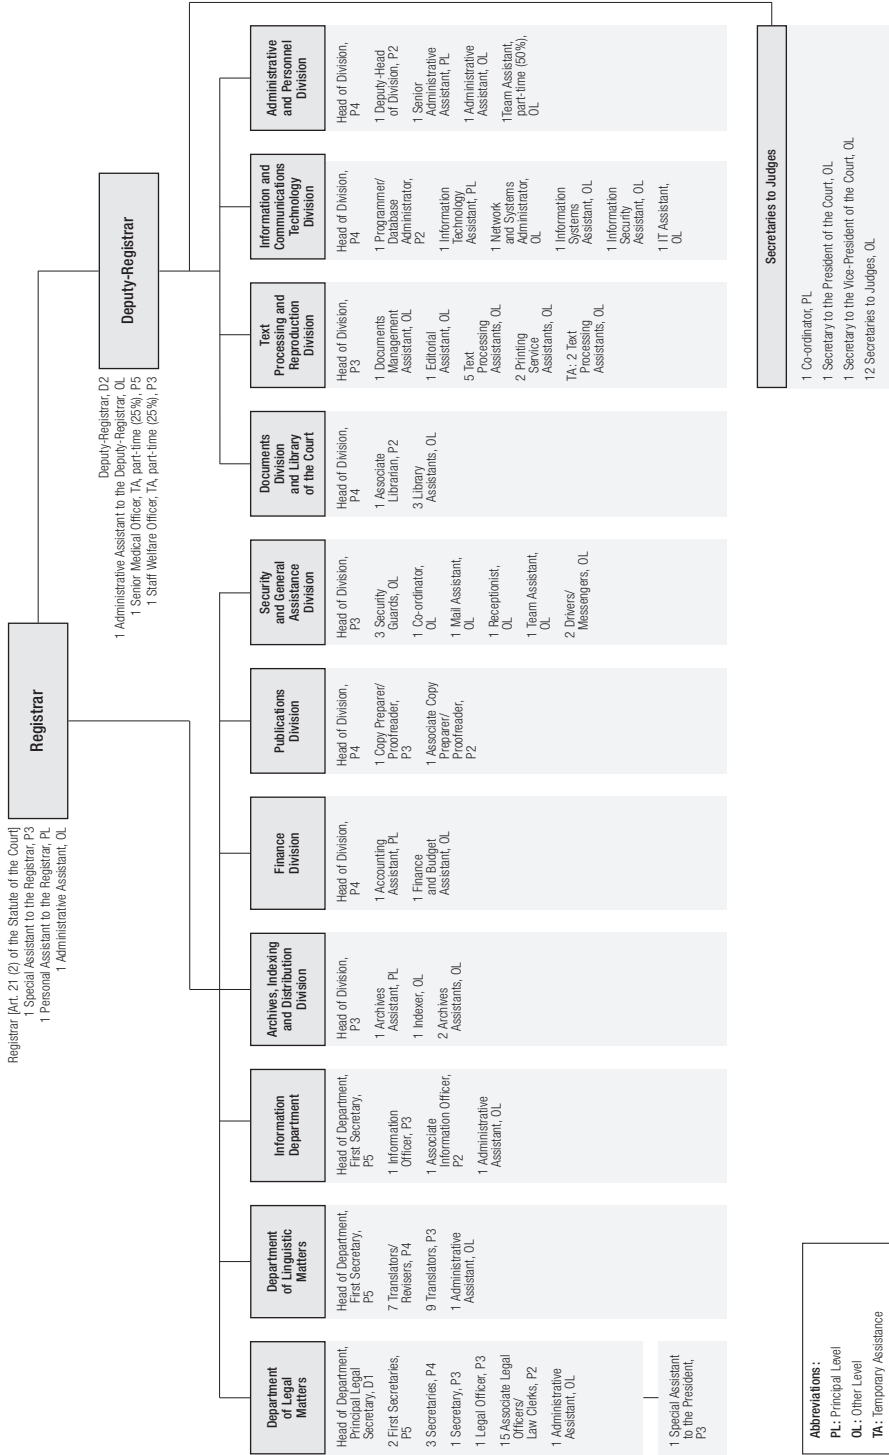 Registrar
Registrar [Art. 21 (2) of the Statute of the Court]
1 Special Assistant to the Registrar, P3
1 Personal Assistant to the Registrar, PL
1 Administrative Assistant, OL
Deputy-Registrar
Deputy-Registrar, D2
1 Administrative Assistant to the Deputy-Registrar, OL
1 Senior Medical Officer, TA, part-time (25%), P5
1 Staff Welfare Officer, TA, part-time (25%), P3
Department
of Legal
Matters
Head of Department,
Principal Legal
Secretary, D1
2 First Secretaries,
P5
3 Secretaries, P4
1 Secretary, P3
1 Legal Officer, P3
15 Associate Legal
Officers/
Law Clerks, P2
1 Administrative
Assistant, OL
1 Special Assistant
to the President,
P3
Department
of Linguistic
Matters
Head of Department,
First Secretary,
P5
7 Translators/
Revisers, P4
9 Translators, P3
1 Administrative
Assistant, OL
Information
Department
Head of Department,
First Secretary,
P5
1 Information
Officer, P3
1 Associate
Information Officer,
P2
1 Administrative
Assistant, OL
Archives, Indexing
and Distribution
Division
Head of Division,
P3
1 Archives
Assistant, PL
1 Indexer, OL
2 Archives
Assistants, OL
Finance
Division
Head of Division,
P4
1 Accounting
Assistant, PL
1 Finance
and Budget
Assistant, OL
Publications
Division
Head of Division,
P4
1 Copy Preparer/
Proofreader,
P3
1 Associate Copy
Preparer/
Proofreader,
P2
Security
and General
Assistance
Division
Head of Division,
P3
3 Security
Guards, OL
1 Co-ordinator,
OL
1 Mail Assistant,
OL
1 Receptionist,
OL
1 Team Assistant,
OL
2 Drivers/
Messengers, OL
Documents
Division
and Library
of the Court
Head of Division,
P4
1 Associate
Librarian, P2
3 Library
Assistants, OL
Text
Processing and
Reproduction
Division
Head of Division,
P3
1 Documents
Management
Assistant, OL
1 Editorial
Assistant, OL
5 Text
Processing
Assistants, OL
2 Printing
Service
Assistants, OL
TA: 2 Text
Processing
Assistants, OL
Information and
Communications
Technology
Division
Head of Division,
P4
1 Programmer/
Database
Administrator,
P2
1 Information
Technology
Assistant, PL
1 Network
and Systems
Administrator,
OL
1 Information
Systems
Assistant, OL
1 Information
Security
Assistant, OL
1 IT Assistant,
OL
Administrative
and Personnel
Division
Head of Division,
P4
1 Deputy-Head
of Division, P2
1 Senior
Administrative
Assistant, PL
1 Administrative
Assistant, OL
1Team Assistant,
part-time (50%),
OL
Secretaries to Judges
1 Co-ordinator, PL
1 Secretary to the President of the Court, OL
1 Secretary to the Vice-President of the Court, OL
12 Secretaries to Judges, OL
Abbreviations :
PL: Principal Level
OL : Other Level
TA: Temporary Assistance